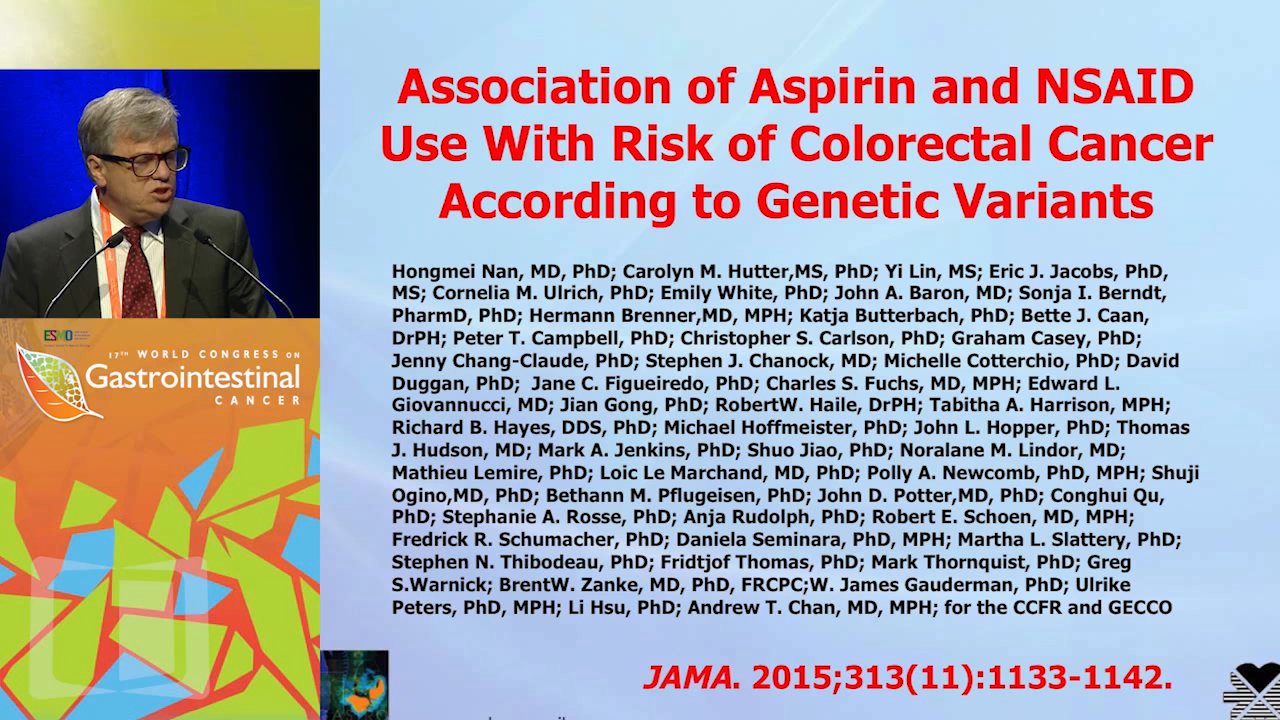 Association of Aspirin and NSAID
Use With Risk of Colorectal Cancer
According to Genetic Variants
Hongmei Nan, MD, PhD; Carolyn M. Hutter,MS, PhD; Yi Lin, MS; Eric J. Jacobs, PhD,
MS; Cornelia M. Ulrich, PhD; Emily White, PhD; John A. Baron, MD; Sonja I. Berndt,
PharmD, PhD; Hermann Brenner,MD, MPH; Katja Butterbach, PhD; Bette J. Caan,
DrPH; Peter T. Campbell, PhD; Christopher S. Carlson, PhD; Graham Casey, PhD;
Jenny Chang-Claude, PhD; Stephen J. Chanock, MD; Michelle Cotterchio, PhD; David
Duggan, PhD;  Jane C. Figueiredo, PhD; Charles S. Fuchs, MD, MPH; Edward L.
Giovannucci, MD; Jian Gong, PhD; RobertW. Haile, DrPH; Tabitha A. Harrison, MPH;
Richard B. Hayes, DDS, PhD; Michael Hoffmeister, PhD; John L. Hopper, PhD; Thomas
J. Hudson, MD; Mark A. Jenkins, PhD; Shuo Jiao, PhD; Noralane M. Lindor, MD;
Mathieu Lemire, PhD; Loic Le Marchand, MD, PhD; Polly A. Newcomb, PhD, MPH; Shuji
Ogino,MD, PhD; Bethann M. Pflugeisen, PhD; John D. Potter,MD, PhD; Conghui Qu,
PhD; Stephanie A. Rosse, PhD; Anja Rudolph, PhD; Robert E. Schoen, MD, MPH;
Fredrick R. Schumacher, PhD; Daniela Seminara, PhD, MPH; Martha L. Slattery, PhD;
Stephen N. Thibodeau, PhD; Fridtjof Thomas, PhD; Mark Thornquist, PhD; Greg
S.Warnick; BrentW. Zanke, MD, PhD, FRCPC;W. James Gauderman, PhD; Ulrike
Peters, PhD, MPH; Li Hsu, PhD; Andrew T. Chan, MD, MPH; for the CCFR and GECCO
JAMA. 2015;313(11):1133-1142.
ESMO
17TH WORLD CONGRESS ON
Gastrointestinal
CANCER